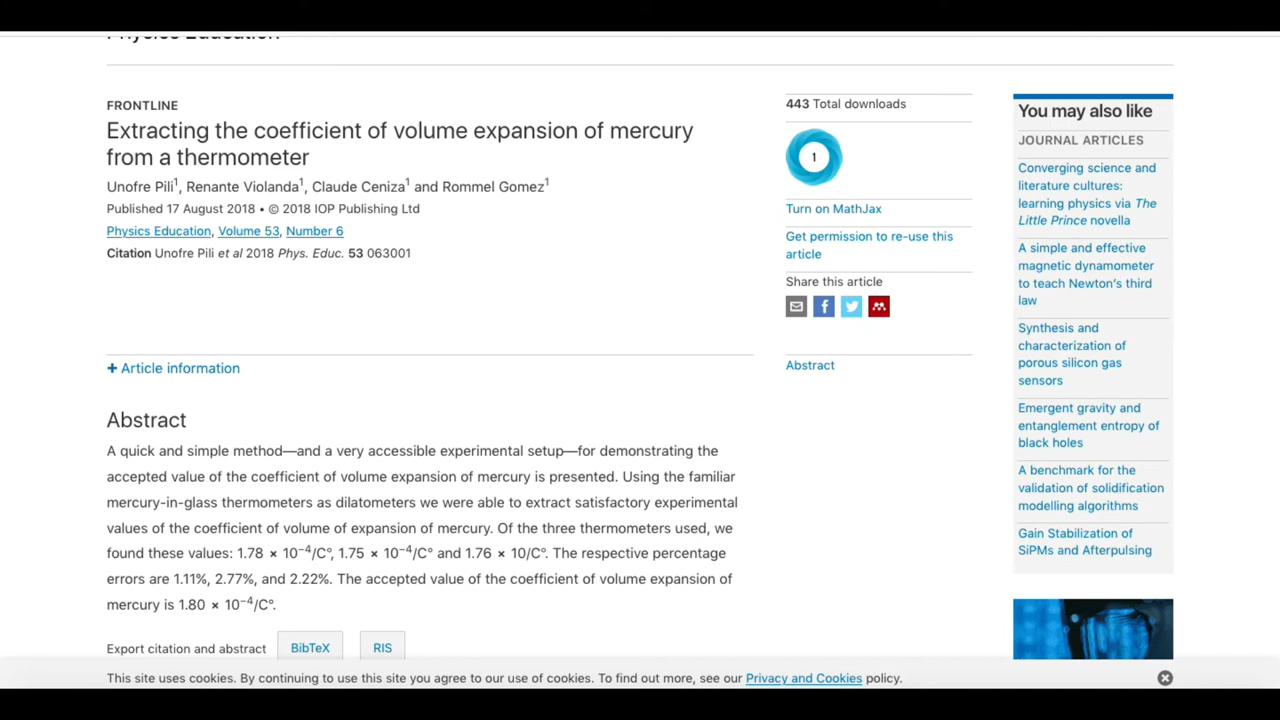 Physics Education
FRONTLINE
Extracting the coefficient of volume expansion of mercury
from a thermometer
Unofre Pili1, Renante Violanda1, Claude Ceniza1 and Rommel Gomez1
Published 17 August 2018 • © 2018 IOP Publishing Ltd
Physics Education, Volume 53, Number 6
Citation Unofre Pili et al 2018 Phys. Educ. 53 063001
+ Article information
Abstract
A quick and simple method—and a very accessible experimental setup—for demonstrating the
accepted value of the coefficient of volume expansion of mercury is presented. Using the familiar
mercury-in-glass thermometers as dilatometers we were able to extract satisfactory experimental
values of the coefficient of volume of expansion of mercury. Of the three thermometers used, we
found these values: 1.78 × 10−4/C°, 1.75 × 10−4/C° and 1.76 × 10/C°. The respective percentage
errors are 1.11%, 2.77%, and 2.22%. The accepted value of the coefficient of volume expansion of
mercury is 1.80 × 10−4/C°.
Export citation and abstract BibTeX RIS
443 Total downloads
1
Turn on MathJax
Get permission to re-use this
article
Share this article
Abstract
You may also like
JOURNAL ARTICLES
Converging science and
literature cultures:
learning physics via The
Little Prince novella
A simple and effective
magnetic dynamometer
to teach Newton's third
law
Synthesis and
characterization of
porous silicon gas
sensors
Emergent gravity and
entanglement entropy of
black holes
A benchmark for the
validation of solidification
modelling algorithms
Gain Stabilization of
SiPMs and Afterpulsing
This site uses cookies. By continuing to use this site you agree to our use of cookies. To find out more, see our Privacy and Cookies policy.